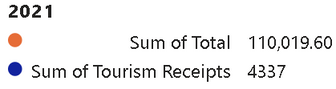 2021
Sum of Total 110,019.60
Sum of Tourism Receipts 4337